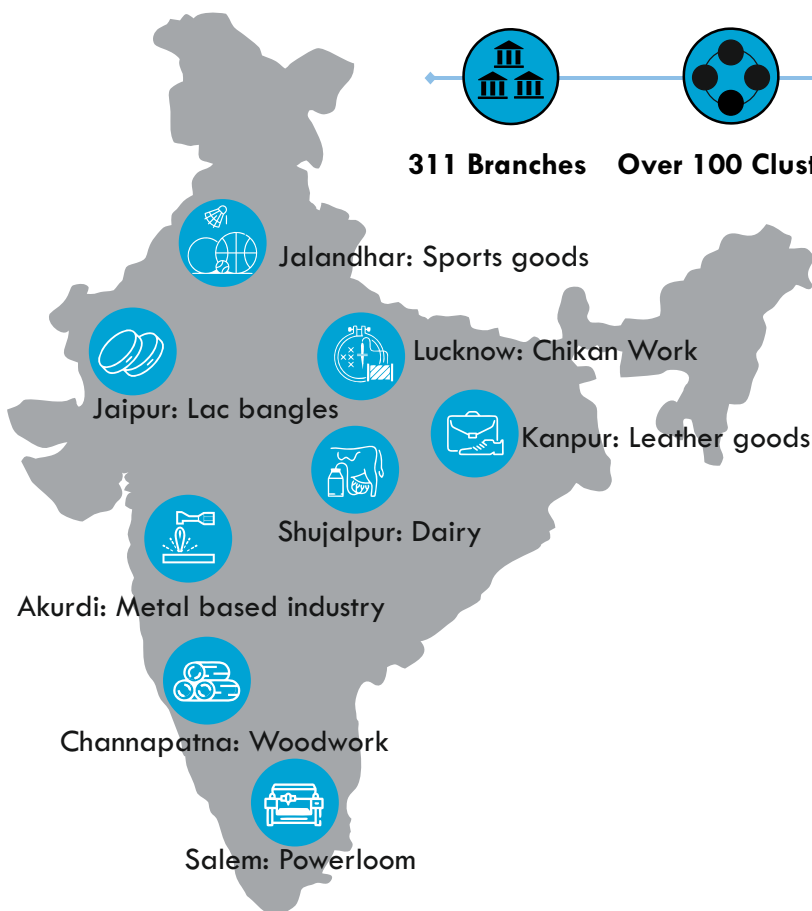 311 Branches
Over 100 Clust
Jalandhar: Sports goods
Lucknow: Chikan Work
Jaipur: Lac bangles
Kanpur: Leather goods
Shujalpur: Dairy
Akurdi: Metal based industry
Channapatna: Woodwork
Salem: Powerloom